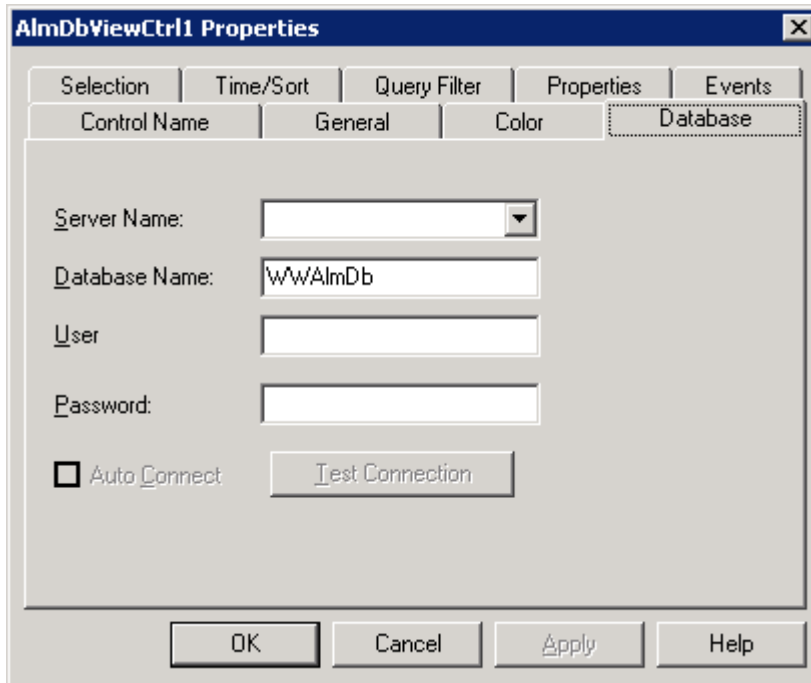 AlmDbViewCtrl1 Properties
Selection Time/Sort Query Filter Properties Events
Control Name General Color Database
Server Name:
Database Name: WWAlmDb
User
Password:
Auto Connect Test Connection
OK Cancel Apply Help